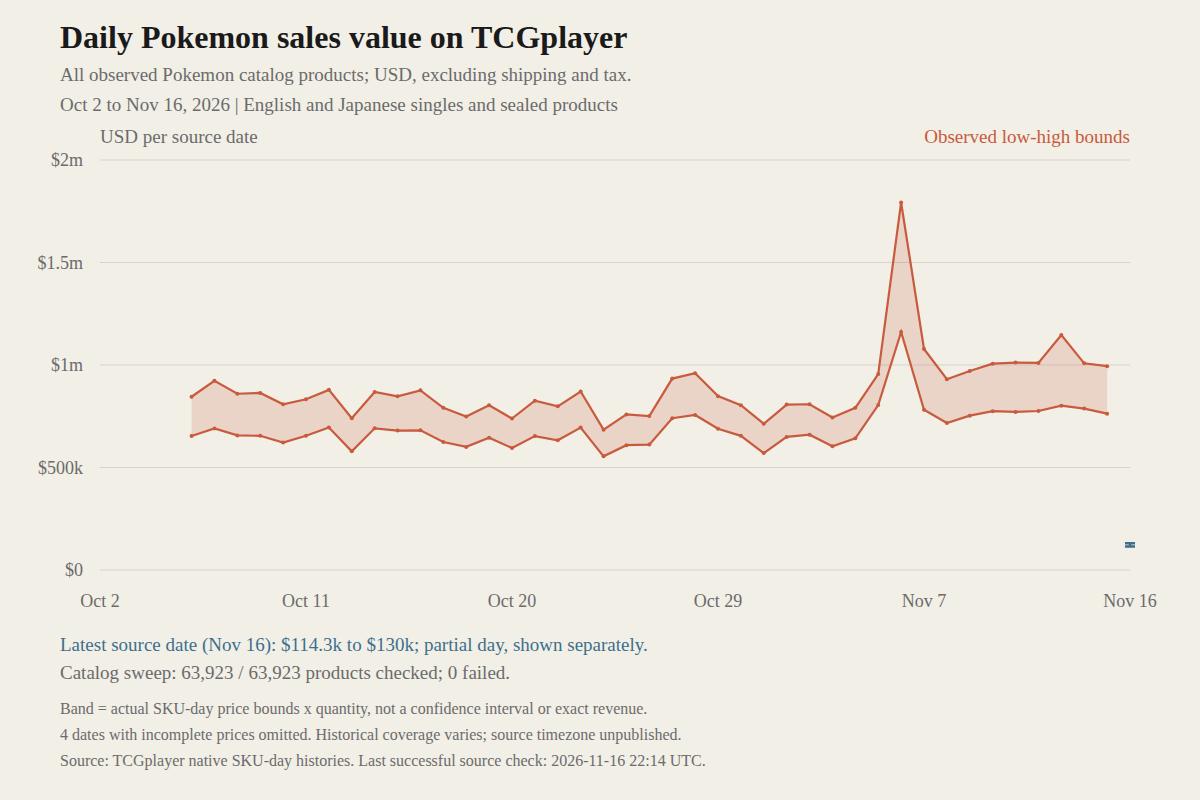 Daily Pokemon sales value on TCGplayer
All observed Pokemon catalog products; USD, excluding shipping and tax.
Oct 2 to Nov 16, 2026 | English and Japanese singles and sealed products
USD per source date
Observed low-high bounds
$2m
$1.5m
$1m
$500k
$0
Oct 2
Oct 11
Oct 20
Oct 29
Nov 7
Nov 16
Latest source date (Nov 16): $114.3k to $130k; partial day, shown separately.
Catalog sweep: 63,923 / 63,923 products checked; 0 failed.
Band = actual SKU-day price bounds x quantity, not a confidence interval or exact revenue.
4 dates with incomplete prices omitted. Historical coverage varies; source timezone unpublished.
Source: TCGplayer native SKU-day histories. Last successful source check: 2026-11-16 22:14 UTC.